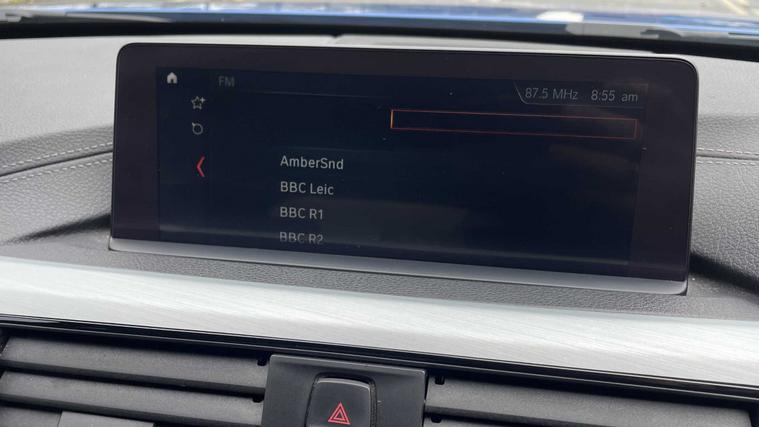 FM
87.5 MHz 8:55 am
AmberSnd
BBC Leic
BBC R1
BBC R2